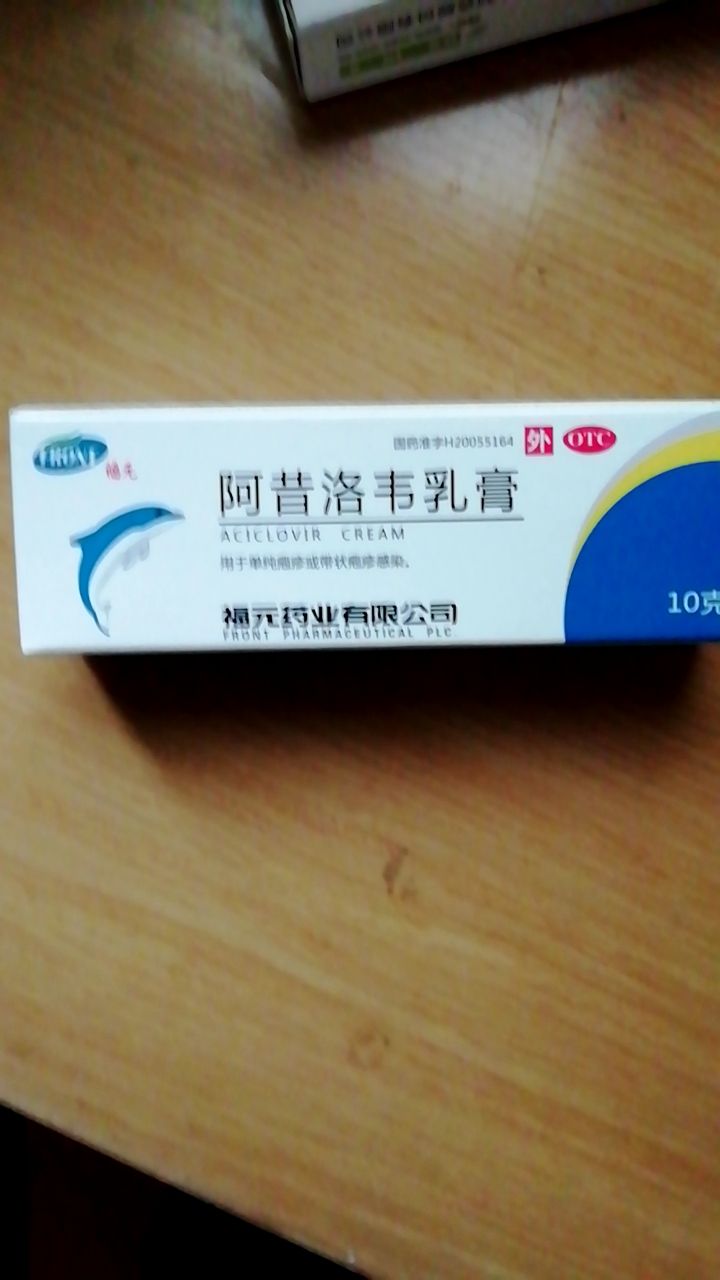 FRONT
福元
国药准字H20055164
外
OTC
阿昔洛韦乳膏
ACICLOVIR CREAM
用于单纯疱疹或带状疱疹感染。
福元药业有限公司
FRONT PHARMACEUTICAL PLC.
10克